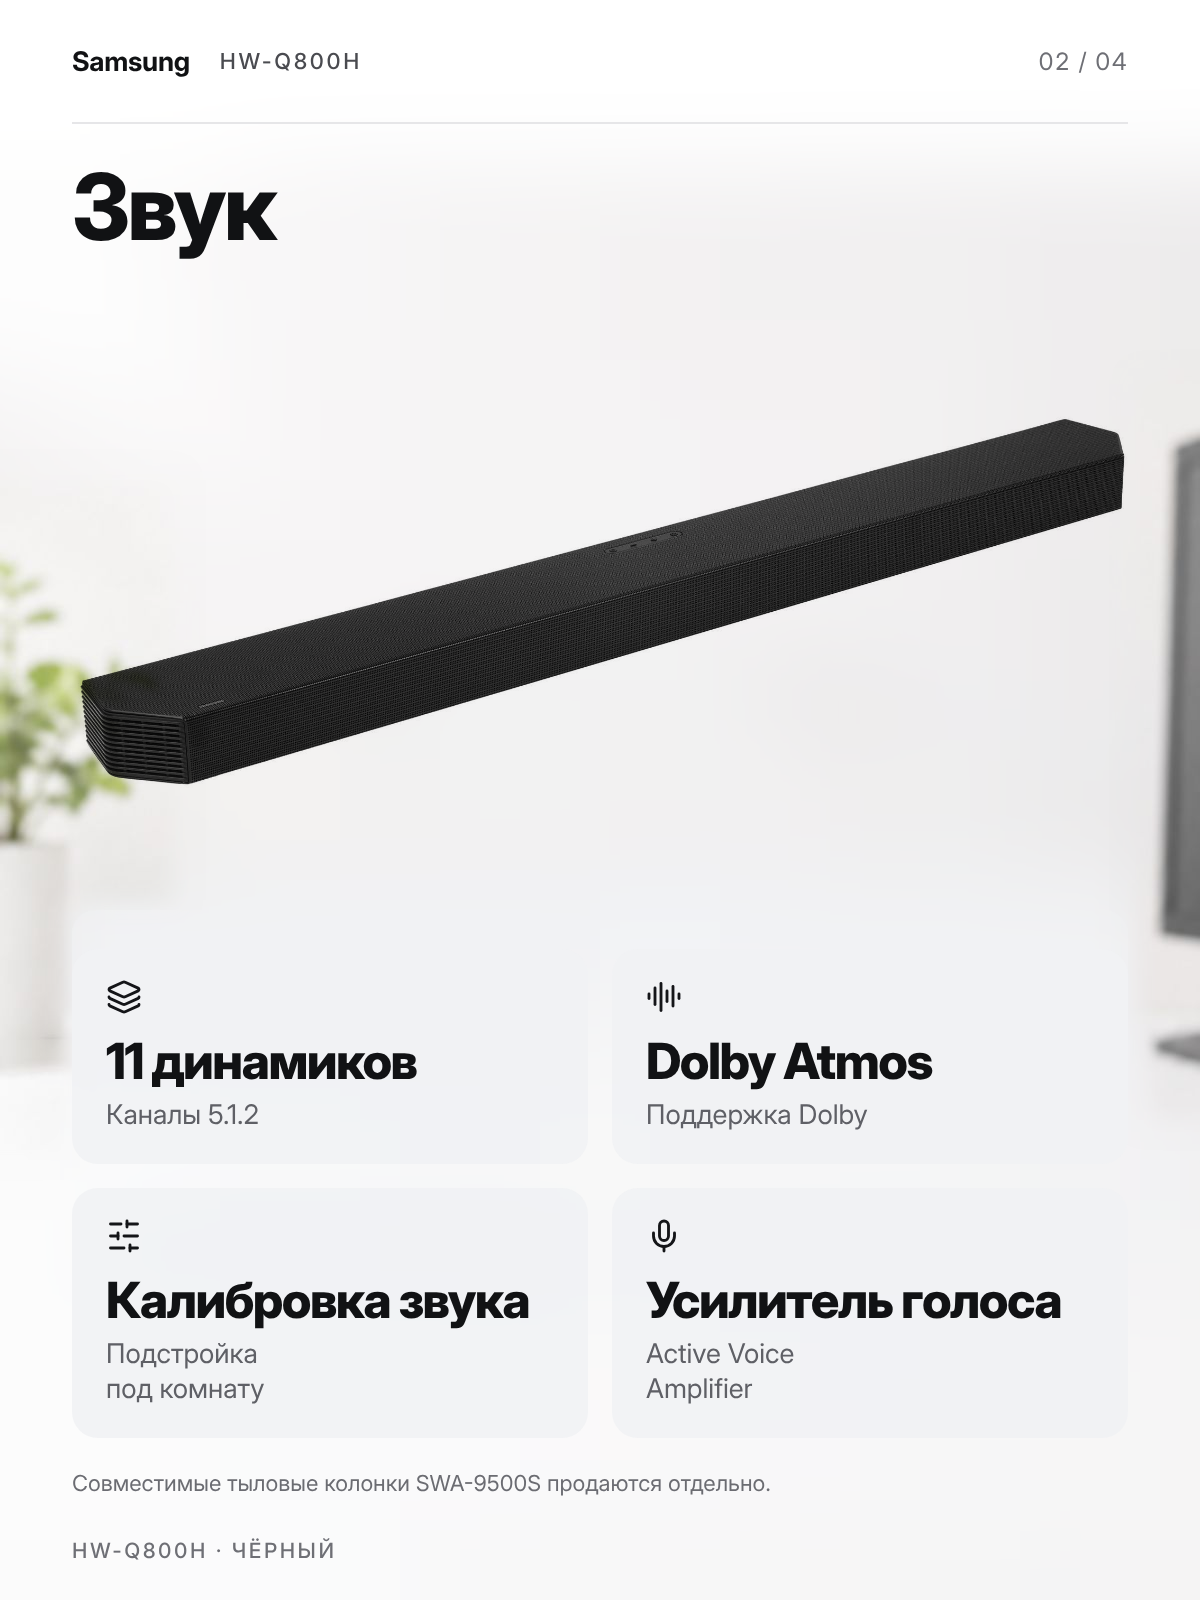 Samsung HW-Q800H 02 / 04
Звук
11 динамиков
Каналы 5.1.2
Dolby Atmos
Поддержка Dolby
Калибровка звука
Подстройка
под комнату
Усилитель голоса
Active Voice
Amplifier
Совместимые тыловые колонки SWA-9500S продаются отдельно.
HW-Q800H · ЧЁРНЫЙ